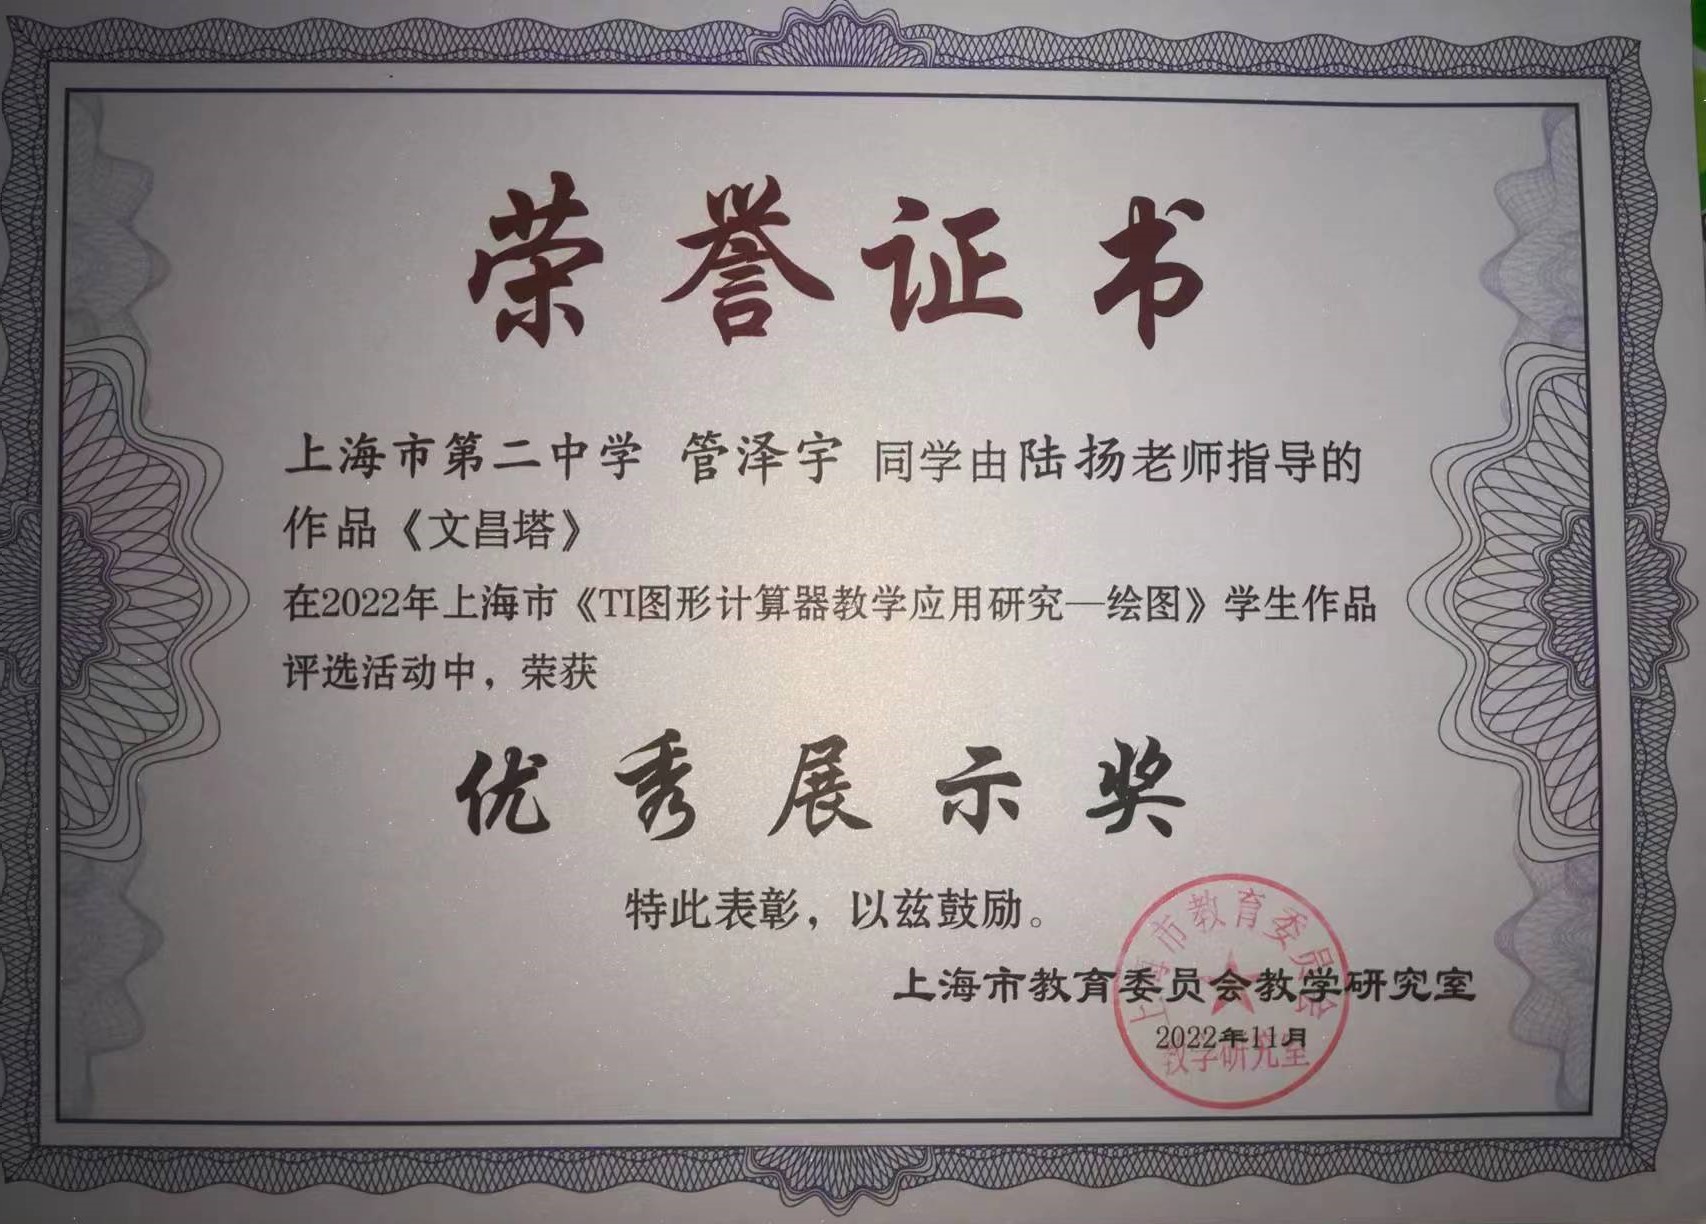 荣誉证书
上海市第二中学 管泽宇 同学由陆扬老师指导的
作品《文昌塔》
在2022年上海市《TI图形计算器教学应用研究—绘图》学生作品
评选活动中，荣获
优秀展示奖
特此表彰，以兹鼓励。
上海市教育委员会教学研究室
2022年11月
上海市教育委员会
教学研究室